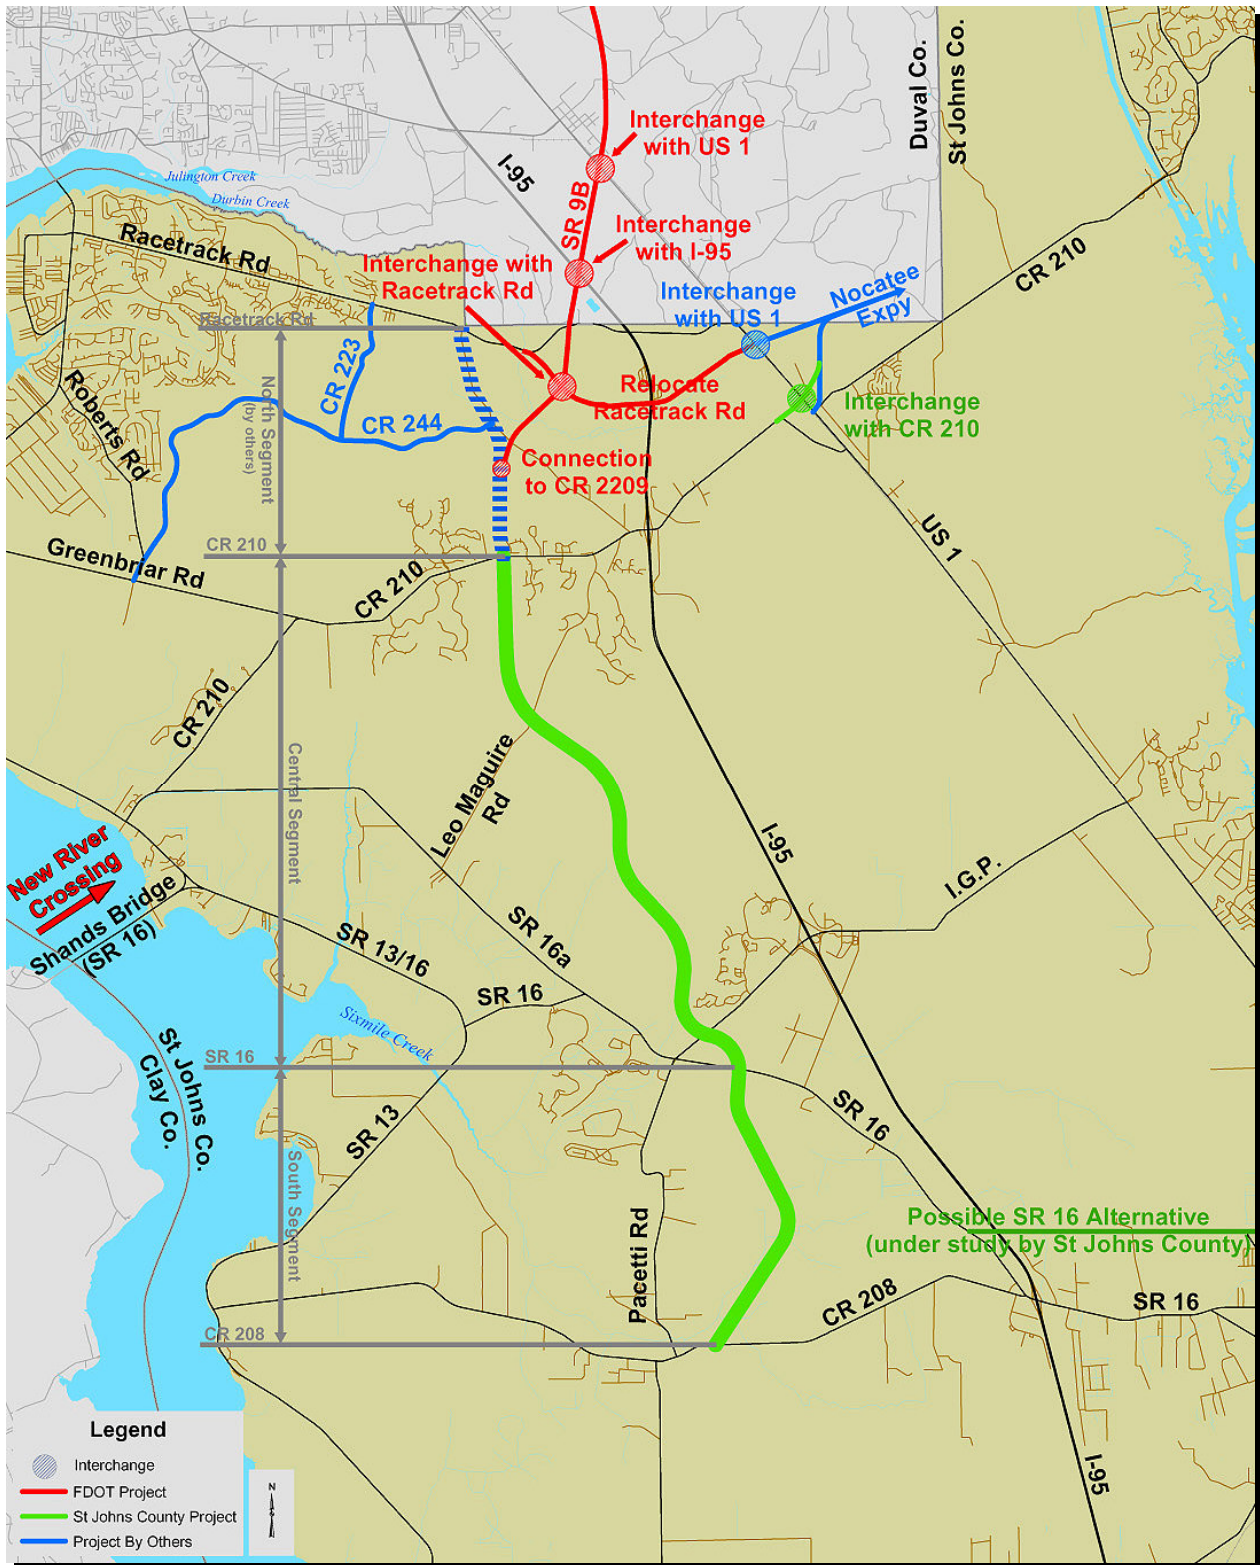 Duval Co.
St Johns Co.
Interchange
with US 1
I-95
Julington Creek
Durbin Creek
SR 9B
Interchange
with I-95
Racetrack Rd
Interchange with
Racetrack Rd
CR 210
Interchange
with US 1
Nocatee
Expy
Racetrack Rd
CR 223
North Segment
(by others)
Roberts Rd
CR 244
Relocate
Racetrack Rd
Interchange
with CR 210
Connection
to CR 2209
US 1
CR 210
Greenbriar Rd
CR 210
CR 210
Central Segment
Leo Maguire
Rd
I-95
New River
Crossing
Shands Bridge
(SR 16)
I.G.P.
SR 13/16
SR 16a
SR 16
Sixmile Creek
St Johns Co.
Clay Co.
SR 16
SR 13
SR 16
South Segment
Pacetti Rd
Possible SR 16 Alternative
(under study by St Johns County)
CR 208
SR 16
CR 208
Legend
Interchange
FDOT Project
St Johns County Project
Project By Others
N
I-95